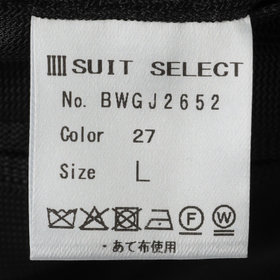 SUIT SELECT
No. BWGJ2652
Color 27
Size L
F W
・あて布使用